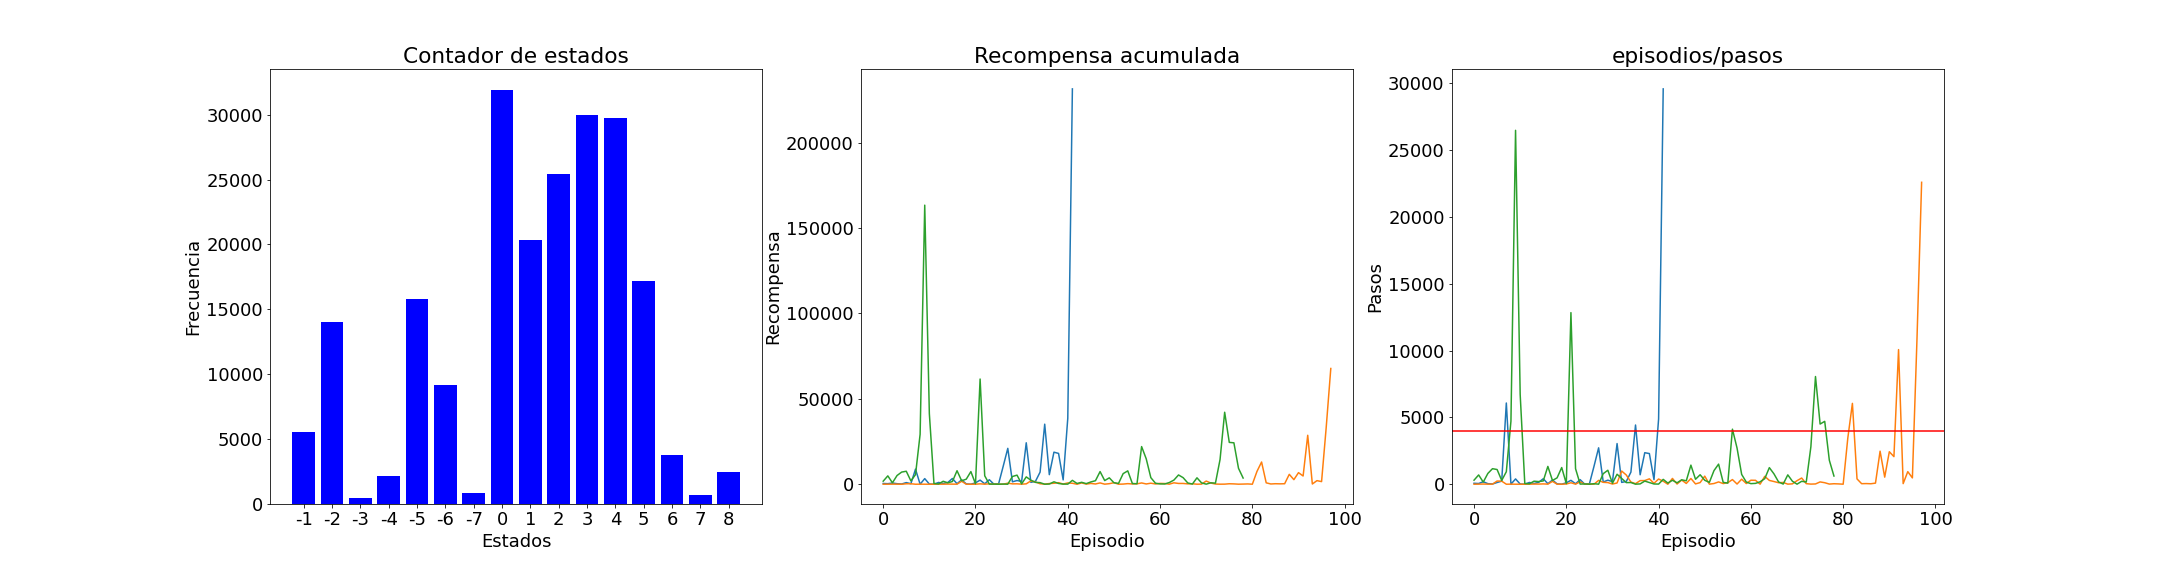 Contador de estados
30000
25000
20000
15000
10000
5000
0
Frecuencia
-1 -2 -3 -4 -5 -6 -7 0 1 2 3 4 5 6 7 8
Estados
Recompensa acumulada
200000
150000
100000
50000
0
Recompensa
0 20 40 60 80 100
Episodio
episodios/pasos
30000
25000
20000
15000
10000
5000
0
Pasos
0 20 40 60 80 100
Episodio